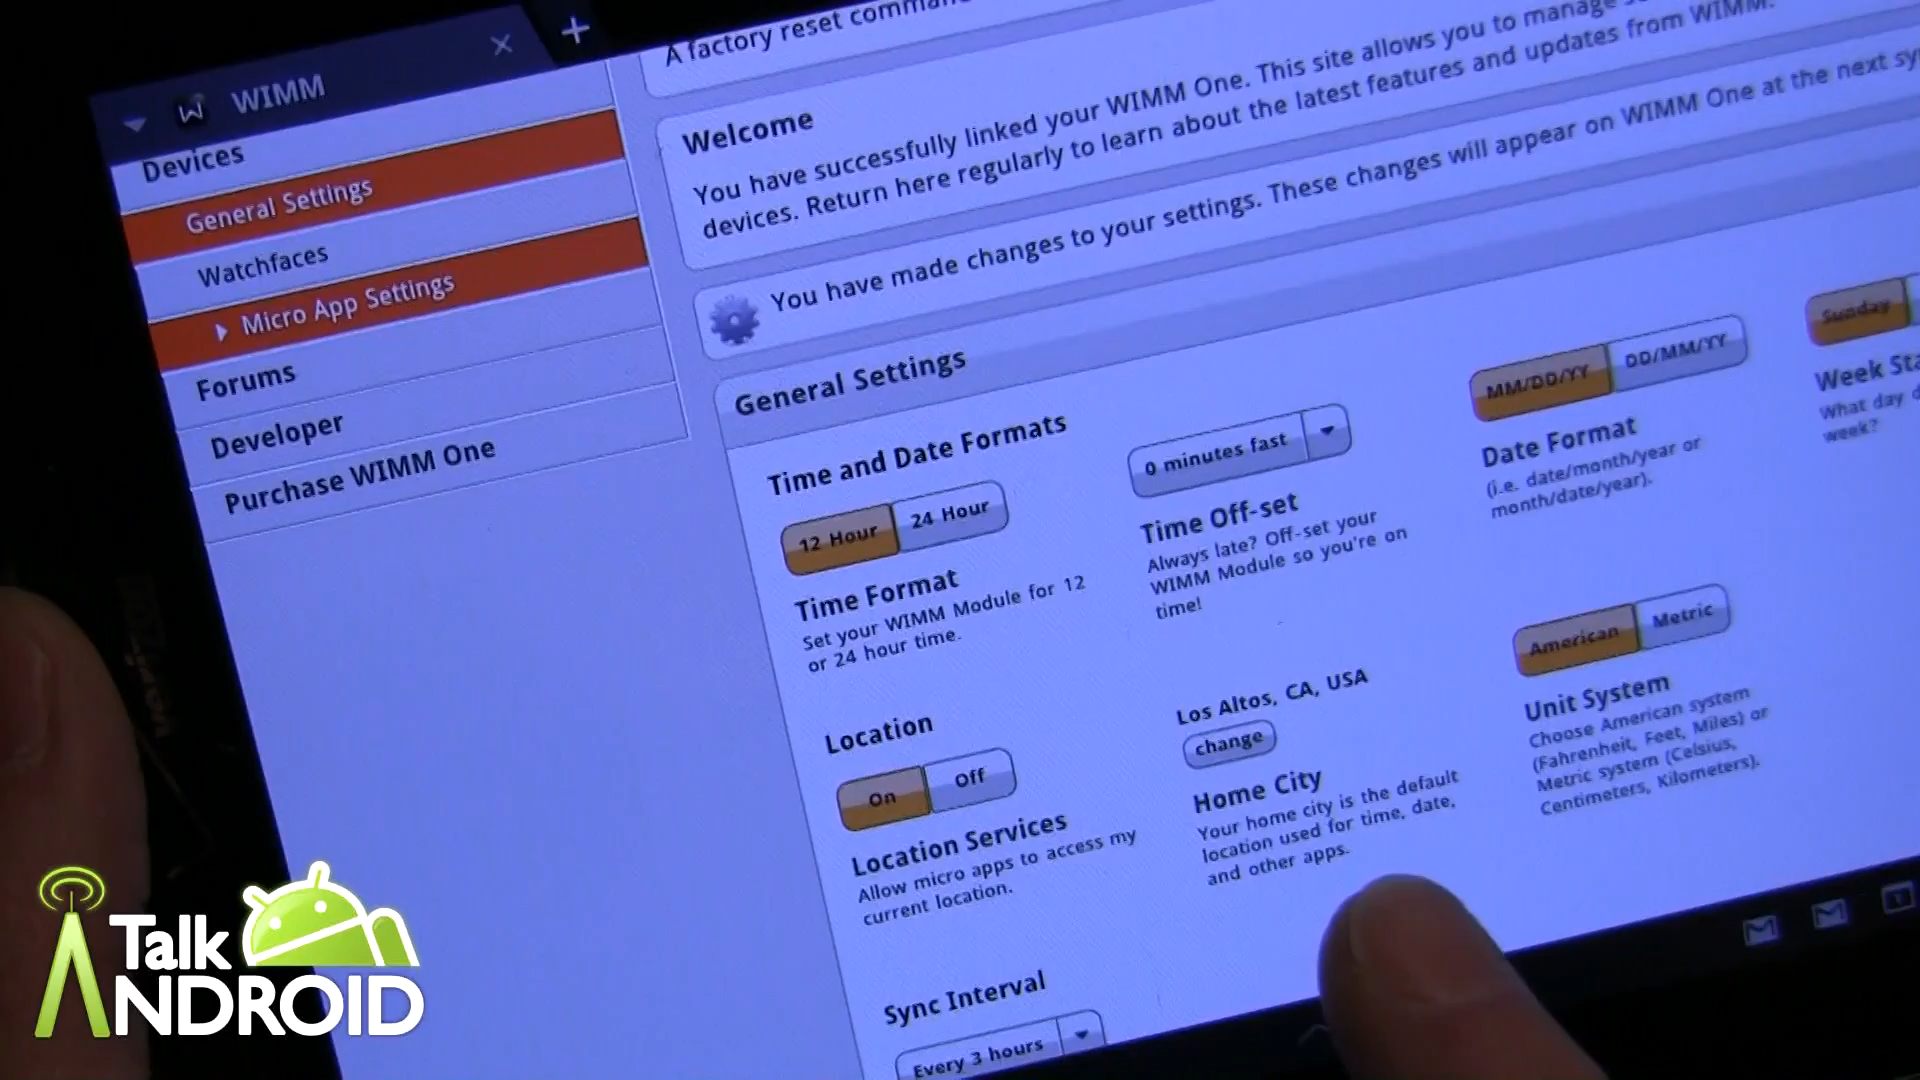 WIMM
Devices
General Settings
Watchfaces
Micro App Settings
Forums
Developer
Purchase WIMM One
A factory reset
Welcome
You have successfully linked your WIMM One. This site allows you to manage
devices. Return here regularly to learn about the latest features and updates from WIMM.
You have made changes to your settings. These changes will appear on WIMM One at the next
General Settings
Time and Date Formats
12 Hour 24 Hour
Time Format
Set your WIMM Module for 12
or 24 hour time.
0 minutes fast
Time Off-set
Always late? Off-set your
WIMM Module so you're on
time!
MM/DD/YY DD/MM/YY
Date Format
(i.e. date/month/year or
month/date/year).
Sunday
Week
What day
week?
Location
On Off
Location Services
Allow micro apps to access my
current location.
Los Altos, CA, USA
change
Home City
Your home city is the default
location used for time, date,
and other apps.
American Metric
Unit System
Choose American system
(Fahrenheit, Feet, Miles) or
Metric system (Celsius,
Centimeters, Kilometers).
Sync Interval
Every 3 hours
verizon
Talk
ANDROID